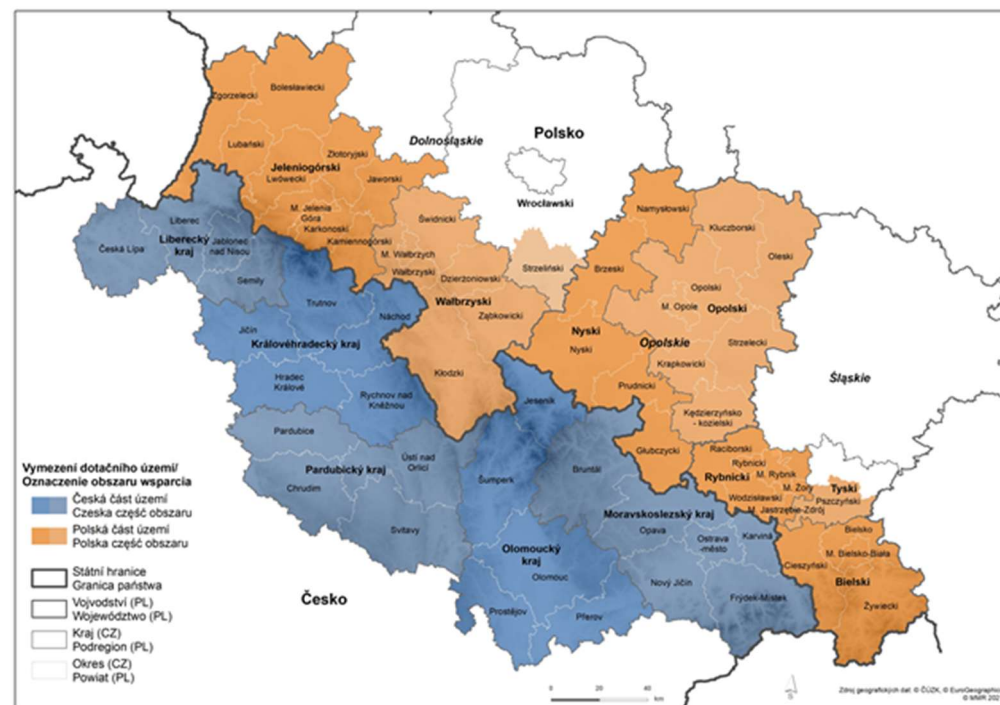 Polsko
Dolnośląskie
Wrocławski
Zgorzelecki
Bolesławiecki
Lubański
Złotoryjski
Jeleniogórski
Lwówecki
Jaworski
M. Jelenia
Góra
Karkonoski
Kamiennogórski
Świdnicki
M. Wałbrzych
Wałbrzyski
Dzierżoniowski
Strzeliński
Wałbrzyski
Ząbkowicki
Kłodzki
Namysłowski
Kluczborski
Oleski
Brzeski
Opolski
M. Opole
Opolski
Nyski
Nyski
Opolskie
Strzelecki
Krapkowicki
Prudnicki
Kędzierzyńsko
- kozielski
Głubczycki
Śląskie
Raciborski
Rybnicki
Rybnicki
M. Rybnik
M. Żory
Tyski
Wodzisławski
Pszczyński
M. Jastrzębie-Zdrój
Bielsko
M. Bielsko-Biała
Cieszyński
Bielski
Żywiecki
Česká Lípa
Liberec
Liberecký
kraj
Jablonec
nad Nisou
Semily
Trutnov
Náchod
Jičín
Královéhradecký kraj
Hradec
Králové
Rychnov nad
Kněžnou
Pardubice
Ústí nad
Orlicí
Pardubický kraj
Chrudim
Svitavy
Jeseník
Šumperk
Bruntál
Moravskoslezský kraj
Opava
Ostrava
-město
Karviná
Olomoucký
kraj
Olomouc
Nový Jičín
Frýdek-Místek
Prostějov
Přerov
Česko
Vymezení dotačního území/
Oznaczenie obszaru wsparcia
Česká část území
Czeska część obszaru
Polská část území
Polska część obszaru
Státní hranice
Granica państwa
Vojvodství (PL)
Województwo (PL)
Kraj (CZ)
Podregion (PL)
Okres (CZ)
Powiat (PL)
0 20 40
km
S
Zdroj geografických dat: © ČÚZK, © EuroGeographic
© MMR 202